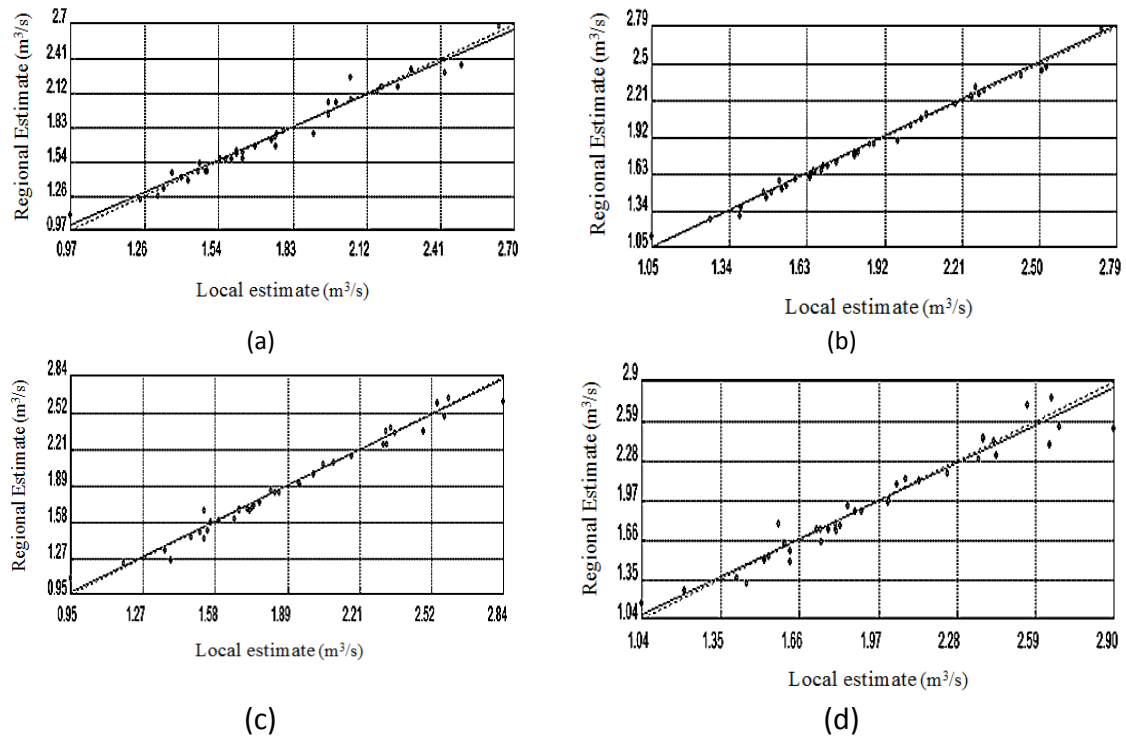 Regional Estimate (m³/s)
2.7
2.41
2.12
1.83
1.54
1.26
0.97
0.97 1.26 1.54 1.83 2.12 2.41 2.70
Local estimate (m³/s)
(a)
Regional Estimate (m³/s)
2.79
2.5
2.21
1.92
1.63
1.34
1.05
1.05 1.34 1.63 1.92 2.21 2.50 2.79
Local estimate (m³/s)
(b)
Regional Estimate (m³/s)
2.84
2.52
2.21
1.89
1.58
1.27
0.95
0.95 1.27 1.58 1.89 2.21 2.52 2.84
Local estimate (m³/s)
(c)
Regional Estimate (m³/s)
2.9
2.59
2.28
1.97
1.66
1.35
1.04
1.04 1.35 1.66 1.97 2.28 2.59 2.90
Local estimate (m³/s)
(d)